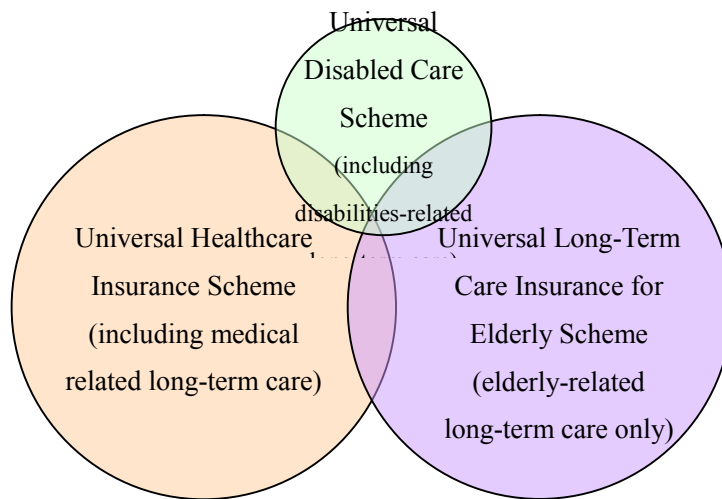 Universal
Disabled Care
Scheme
(including
disabilities-related
Universal Healthcare
Insurance Scheme
(including medical
related long-term care)
Universal Long-Term
Care Insurance for
Elderly Scheme
(elderly-related
long-term care only)